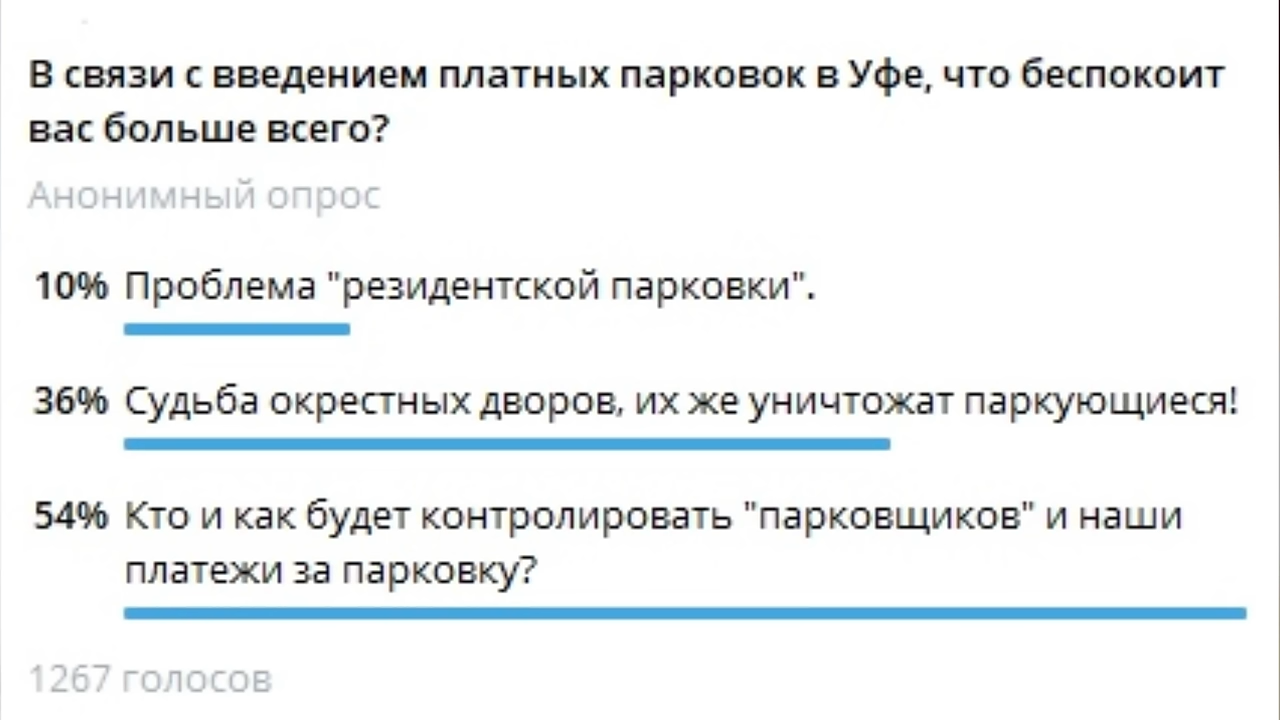 В связи с введением платных парковок в Уфе, что беспокоит
вас больше всего?
Анонимный опрос
10% Проблема "резидентской парковки".
36% Судьба окрестных дворов, их же уничтожат паркующиеся!
54% Кто и как будет контролировать "парковщиков" и наши
платежи за парковку?
1267 голосов